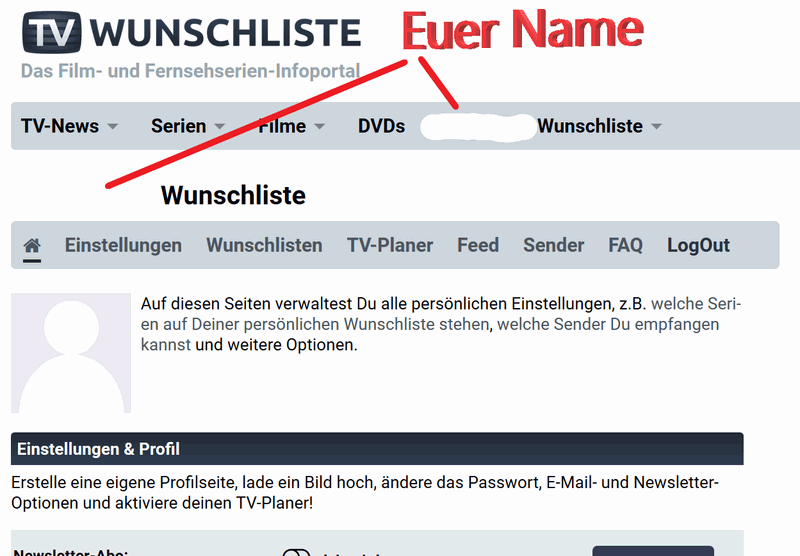 TV WUNSCHLISTE
Euer Name
Das Film- und Fernsehserien-Infoportal
TV-News Serien Filme DVDs Wunschliste
Wunschliste
Einstellungen Wunschlisten TV-Planer Feed Sender FAQ LogOut
Auf diesen Seiten verwaltest Du alle persönlichen Einstellungen, z.B. welche Seri-
en auf Deiner persönlichen Wunschliste stehen, welche Sender Du empfangen
kannst und weitere Optionen.
Einstellungen & Profil
Erstelle eine eigene Profilseite, lade ein Bild hoch, ändere das Passwort, E-Mail- und Newsletter-
Optionen und aktiviere deinen TV-Planer!
Newsletter-Abo: